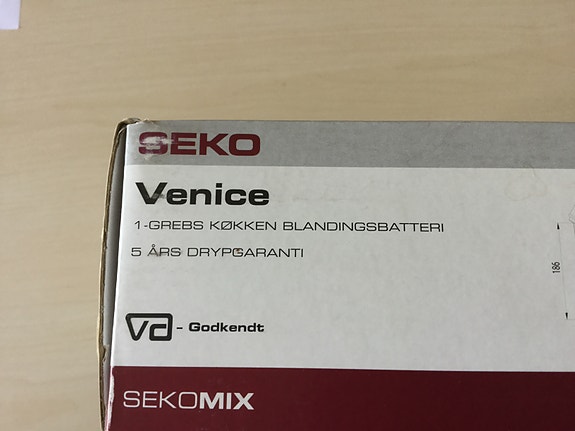 SEKO
Venice
1-GREBS KØKKEN BLANDINGSBATTERI
5 ÅRS DRYPGARANTI
186
va - Godkendt
SEKOMIX